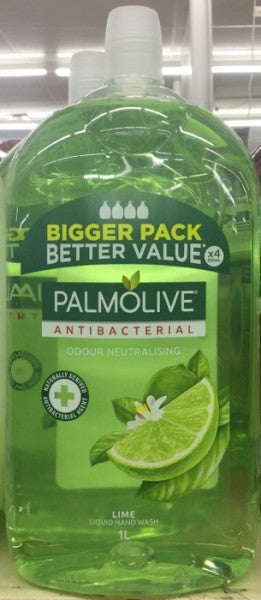 BIGGER PACK
BETTER VALUE*
x4
PALMOLIVE
ANTIBACTERIAL
ODOUR NEUTRALISING
NATURALLY DERIVED
ANTIBACTERIAL AGENT
LIME
LIQUID HAND WASH
1L